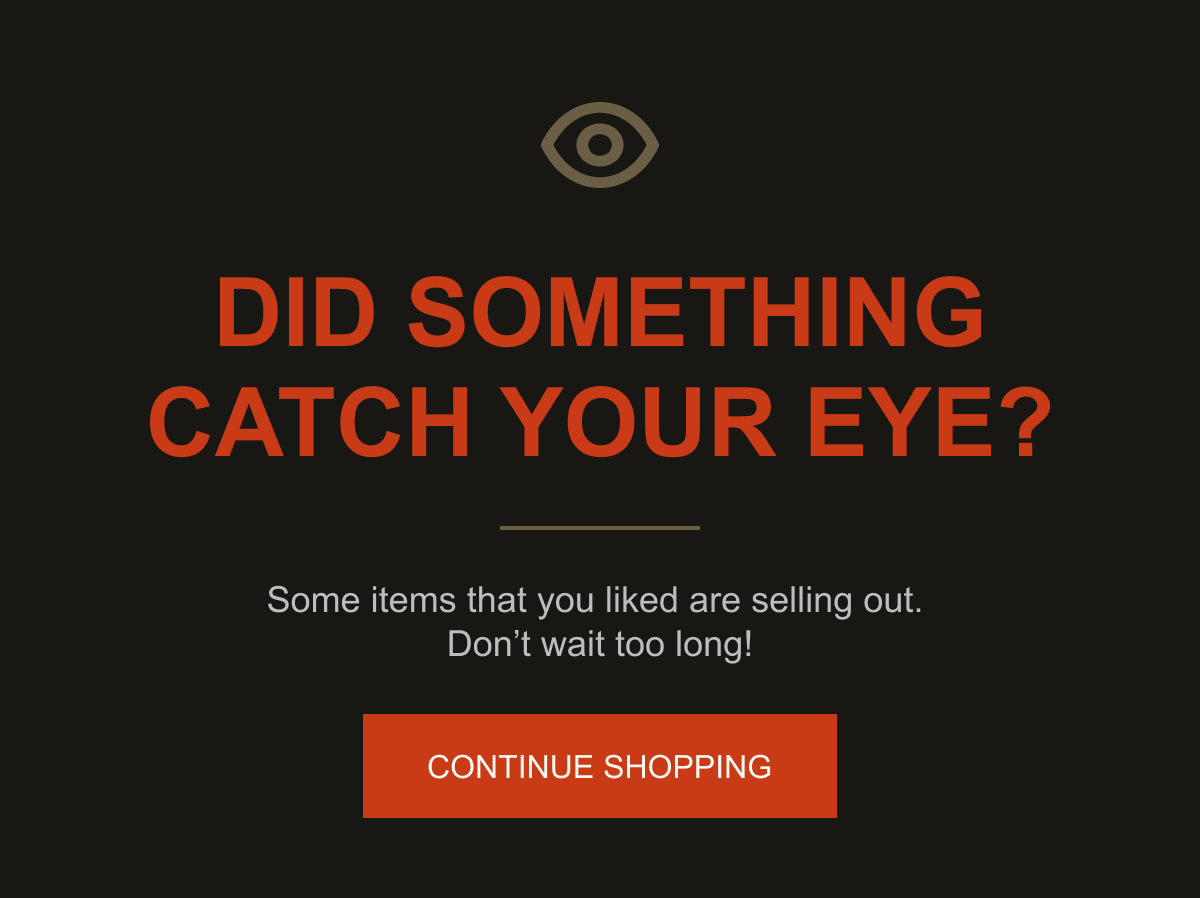 DID SOMETHING
CATCH YOUR EYE?
Some items that you liked are selling out.
Don’t wait too long!
CONTINUE SHOPPING